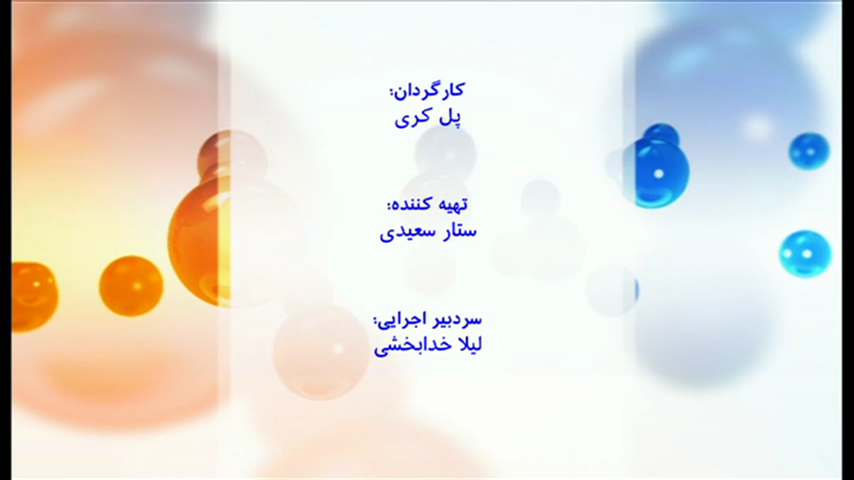 کارگردان:
پل کری
تهیه کننده:
ستار سعیدی
سردبیر اجرایی:
لیلا خدابخشی